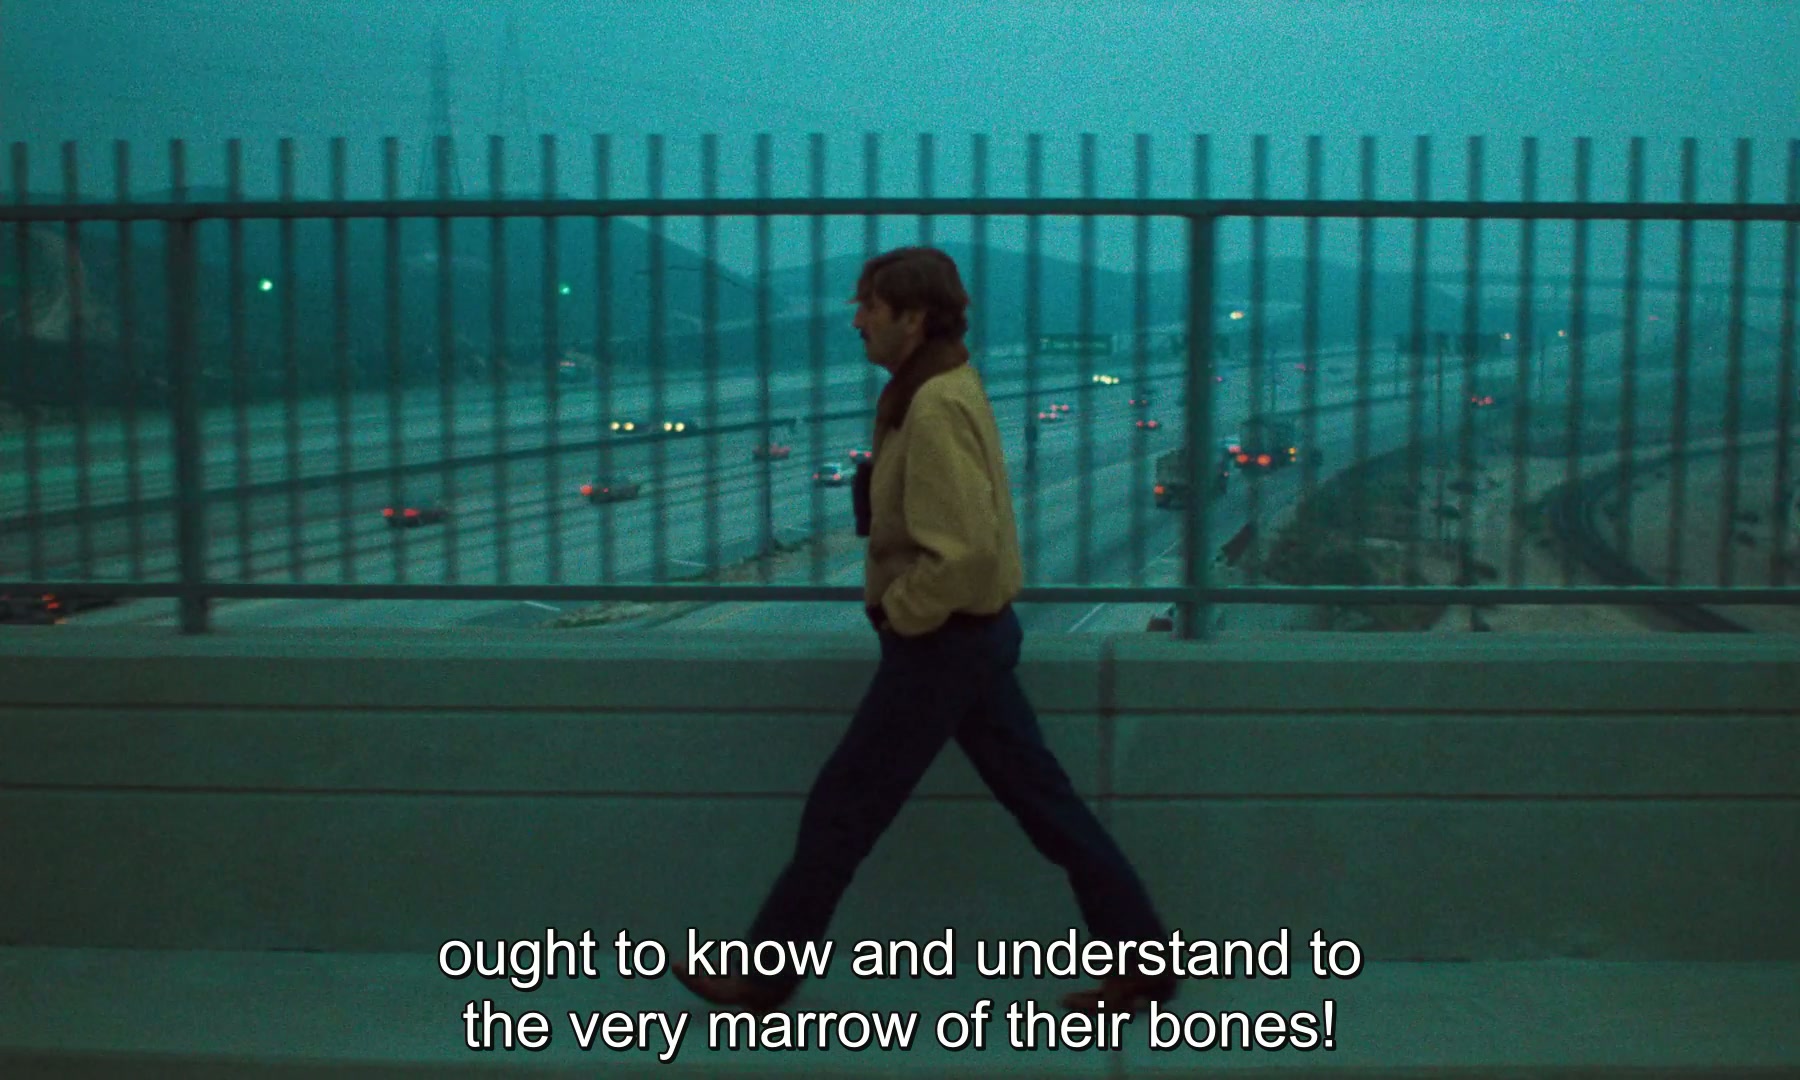 ought to know and understand to
the very marrow of their bones!